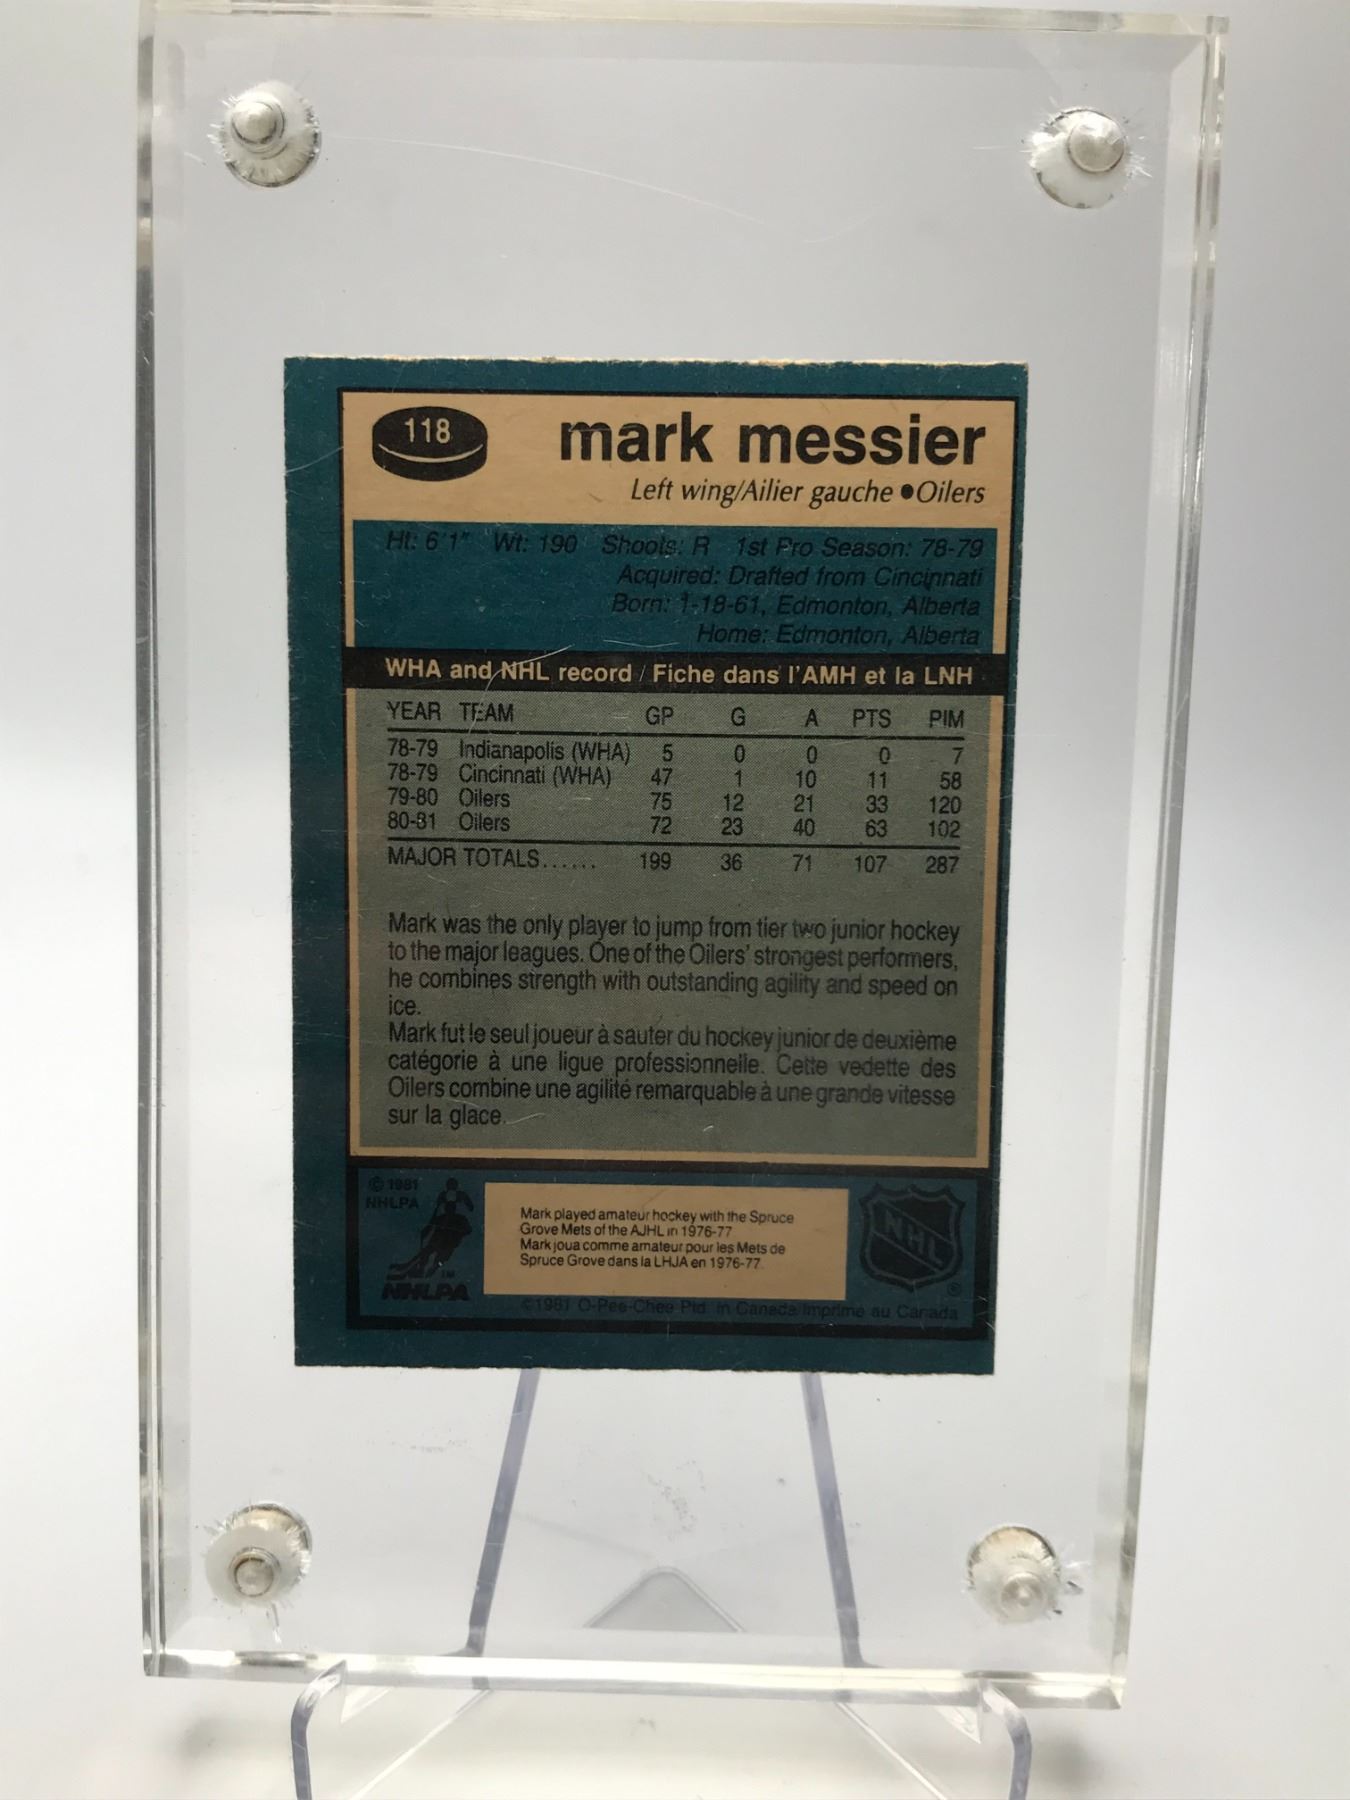 118
mark messier
Left wing/Ailier gauche ●Oilers
Ht: 6'1" Wt: 190 Shoots: R 1st Pro Season: 78-79
Acquired: Drafted from Cincinnati
Born: 1-18-61, Edmonton, Alberta
Home: Edmonton, Alberta
WHA and NHL record / Fiche dans l'AMH et la LNH
YEAR TEAM GP G A PTS PIM
78-79 Indianapolis (WHA) 5 0 0 0 7
78-79 Cincinnati (WHA) 47 1 10 11 58
79-80 Oilers 75 12 21 33 120
80-81 Oilers 72 23 40 63 102
MAJOR TOTALS...... 199 36 71 107 287
Mark was the only player to jump from tier two junior hockey
to the major leagues. One of the Oilers' strongest performers,
he combines strength with outstanding agility and speed on
ice.
Mark fut le seul joueur à sauter du hockey junior de deuxième
catégorie à une ligue professionnelle. Cette vedette des
Oilers combine une agilité remarquable à une grande vitesse
sur la glace.
© 1981
NHLPA
TM
NHLPA
Mark played amateur hockey with the Spruce
Grove Mets of the AJHL in 1976-77
Mark joua comme amateur pour les Mets de
Spruce Grove dans la LHJA en 1976-77.
NHL
®
©1981 O-Pee-Chee Ptd. in Canada/Imprimé au Canada